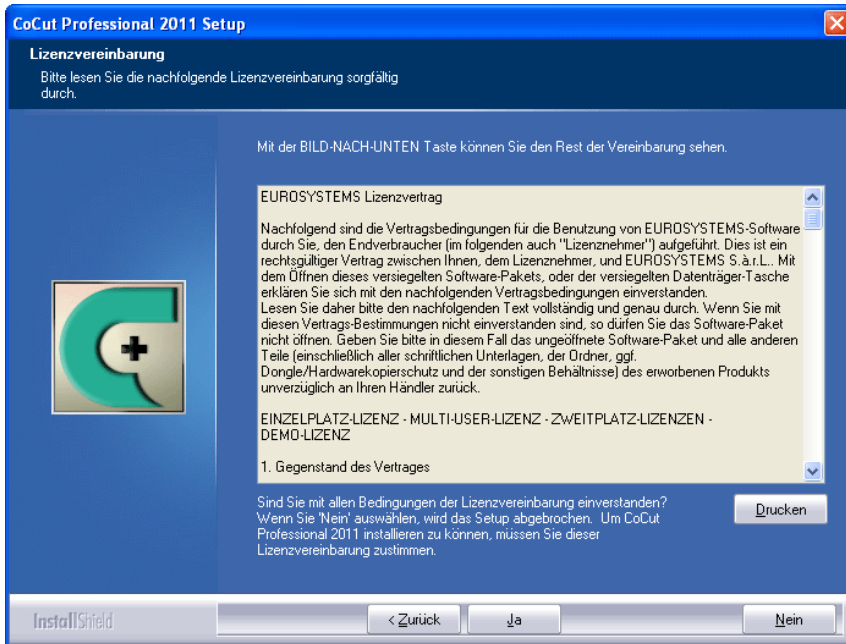 CoCut Professional 2011 Setup
Lizenzvereinbarung
Bitte lesen Sie die nachfolgende Lizenzvereinbarung sorgfältig
durch.
Mit der BILD-NACH-UNTEN Taste können Sie den Rest der Vereinbarung sehen.
EUROSYSTEMS Lizenzvertrag
Nachfolgend sind die Vertragsbedingungen für die Benutzung von EUROSYSTEMS-Software
durch Sie, den Endverbraucher (im folgenden auch "Lizenznehmer") aufgeführt. Dies ist ein
rechtsgültiger Vertrag zwischen Ihnen, dem Lizenznehmer, und EUROSYSTEMS S.à.r.L.. Mit
dem Öffnen dieses versiegelten Software-Pakets, oder der versiegelten Datenträger-Tasche
erklären Sie sich mit den nachfolgenden Vertragsbedingungen einverstanden.
Lesen Sie daher bitte den nachfolgenden Text vollständig und genau durch. Wenn Sie mit
diesen Vertrags-Bestimmungen nicht einverstanden sind, so dürfen Sie das Software-Paket
nicht öffnen. Geben Sie bitte in diesem Fall das ungeöffnete Software-Paket und alle anderen
Teile (einschließlich aller schriftlichen Unterlagen, der Ordner, ggf.
Dongle/Hardwarekopierschutz und der sonstigen Behältnisse) des erworbenen Produkts
unverzüglich an Ihren Händler zurück.
EINZELPLATZ-LIZENZ - MULTI-USER-LIZENZ - ZWEITPLATZ-LIZENZEN -
DEMO-LIZENZ
1. Gegenstand des Vertrages
Sind Sie mit allen Bedingungen der Lizenzvereinbarung einverstanden?
Wenn Sie 'Nein' auswählen, wird das Setup abgebrochen. Um CoCut
Professional 2011 installieren zu können, müssen Sie dieser
Lizenzvereinbarung zustimmen.
Drucken
InstallShield
< Zurück
Ja
Nein